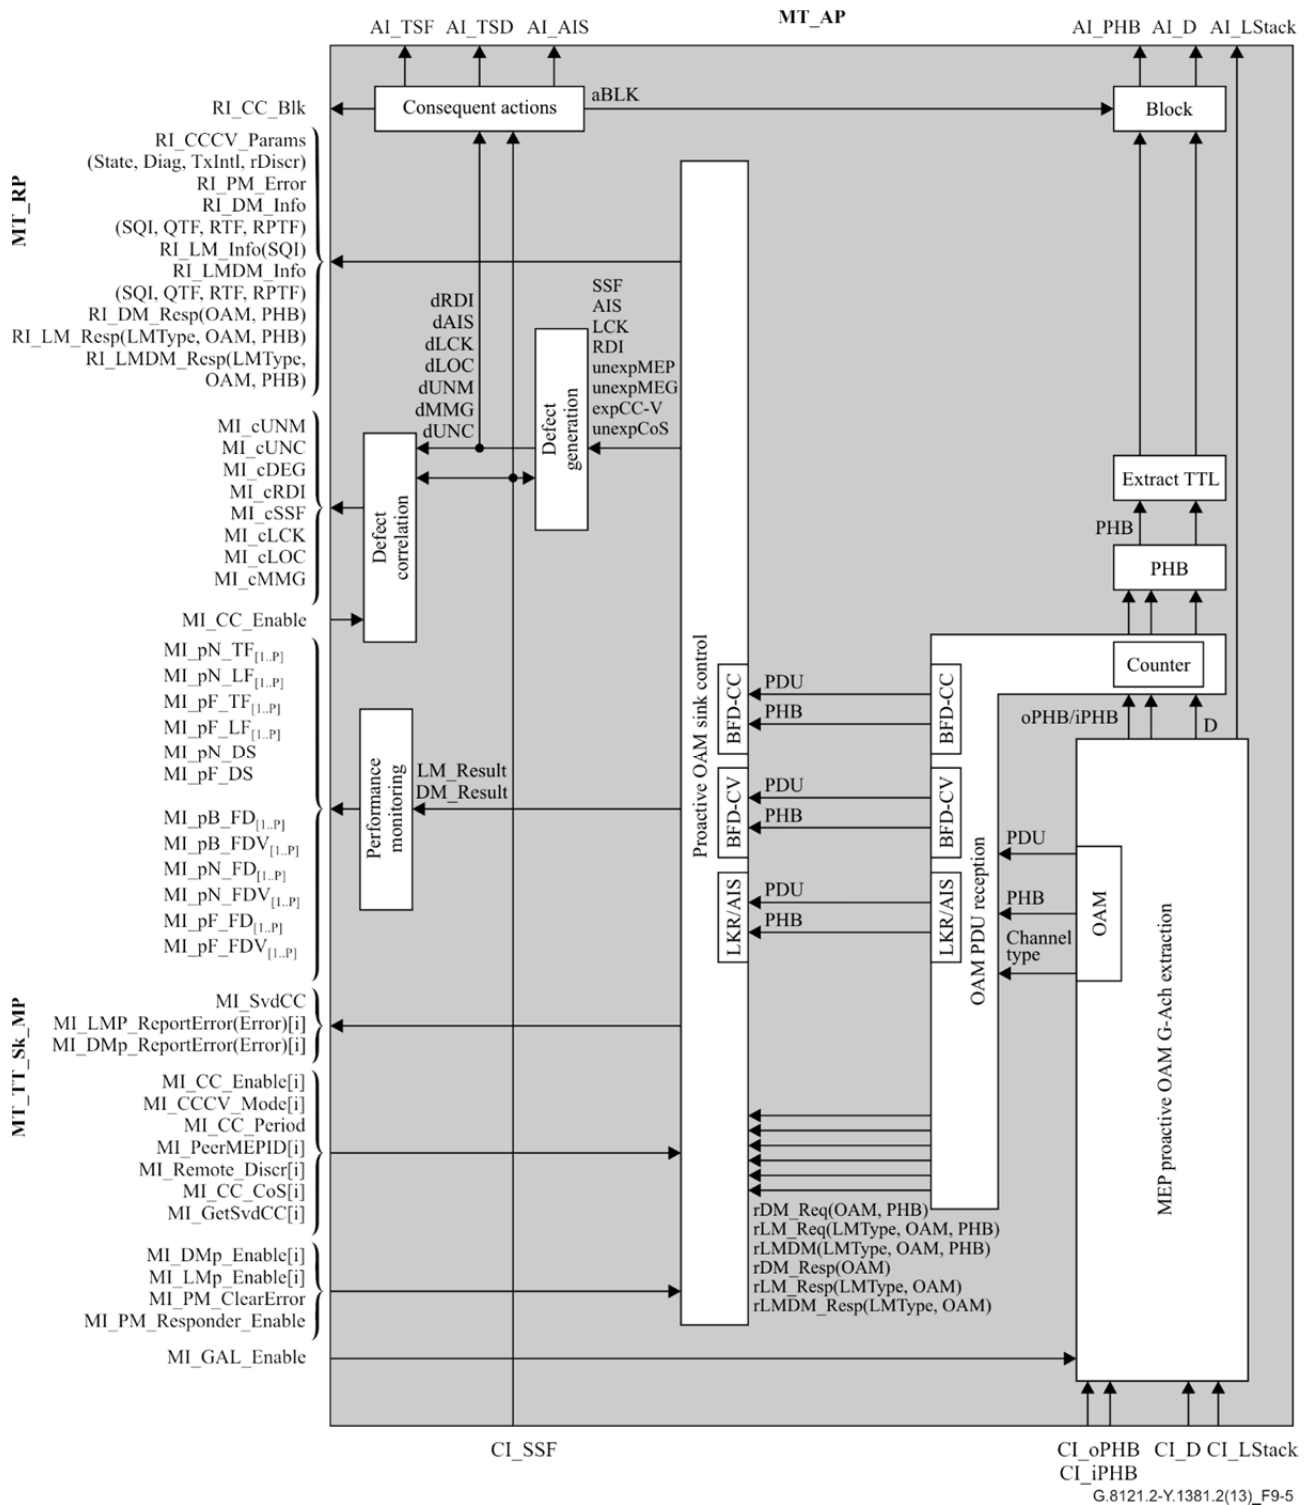 MT_AP
AI_TSF AI_TSD AI_AIS
AI_PHB AI_D AI_LStack
RI_CC_Blk
Consequent actions
aBLK
Block
MT_RP
RI_CCCV_Params
(State, Diag, TxIntl, rDiscr)
RI_PM_Error
RI_DM_Info
(SQI, QTF, RTF, RPTF)
RI_LM_Info(SQI)
RI_LMDM_Info
(SQI, QTF, RTF, RPTF)
RI_DM_Resp(OAM, PHB)
RI_LM_Resp(LMType, OAM, PHB)
RI_LMDM_Resp(LMType,
OAM, PHB)
dRDI
dAIS
dLCK
dLOC
dUNM
dMMG
dUNC
Defect
generation
SSF
AIS
LCK
RDI
unexpMEP
unexpMEG
expCC-V
unexpCoS
MI_cUNM
MI_cUNC
MI_cDEG
MI_cRDI
MI_cSSF
MI_cLCK
MI_cLOC
MI_cMMG
Defect
correlation
MI_CC_Enable
Extract TTL
PHB
PHB
Counter
oPHB/iPHB
D
MI_pN_TF[1..P]
MI_pN_LF[1..P]
MI_pF_TF[1..P]
MI_pF_LF[1..P]
MI_pN_DS
MI_pF_DS
MI_pB_FD[1..P]
MI_pB_FDV[1..P]
MI_pN_FD[1..P]
MI_pN_FDV[1..P]
MI_pF_FD[1..P]
MI_pF_FDV[1..P]
Performance
monitoring
LM_Result
DM_Result
Proactive OAM sink control
BFD-CC
PDU
PHB
BFD-CC
BFD-CV
PDU
PHB
BFD-CV
LKR/AIS
PDU
PHB
LKR/AIS
OAM PDU reception
PDU
PHB
Channel
type
OAM
MEP proactive OAM G-Ach extraction
MT_TT_Sk_MP
MI_SvdCC
MI_LMP_ReportError(Error)[i]
MI_DMp_ReportError(Error)[i]
MI_CC_Enable[i]
MI_CCCV_Mode[i]
MI_CC_Period
MI_PeerMEPID[i]
MI_Remote_Discr[i]
MI_CC_CoS[i]
MI_GetSvdCC[i]
rDM_Req(OAM, PHB)
rLM_Req(LMType, OAM, PHB)
rLMDM(LMType, OAM, PHB)
rDM_Resp(OAM)
rLM_Resp(LMType, OAM)
rLMDM_Resp(LMType, OAM)
MI_DMp_Enable[i]
MI_LMp_Enable[i]
MI_PM_ClearError
MI_PM_Responder_Enable
MI_GAL_Enable
CI_SSF
CI_oPHB CI_D CI_LStack
CI_iPHB
G.8121.2-Y.1381.2(13)_F9-5